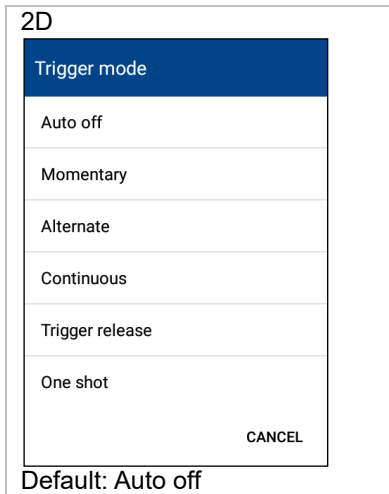 2D
Trigger mode
Auto off
Momentary
Alternate
Continuous
Trigger release
One shot
CANCEL
Default: Auto off